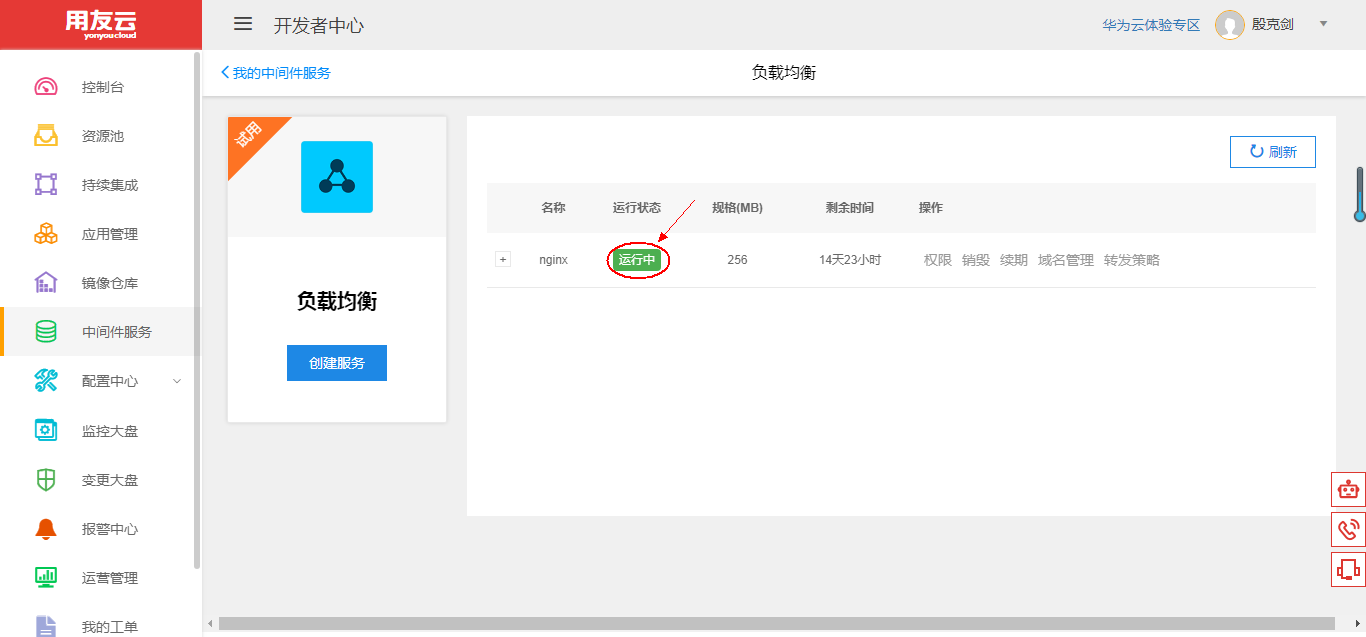 用友云
yonyoucloud
开发者中心
华为云体验专区
殷克剑
控制台
资源池
持续集成
应用管理
镜像仓库
中间件服务
配置中心
监控大盘
变更大盘
报警中心
运营管理
我的工单
我的中间件服务
负载均衡
试用
负载均衡
创建服务
刷新
名称 运行状态 规格(MB) 剩余时间 操作
+ nginx 运行中 256 14天23小时 权限 销毁 续期 域名管理 转发策略